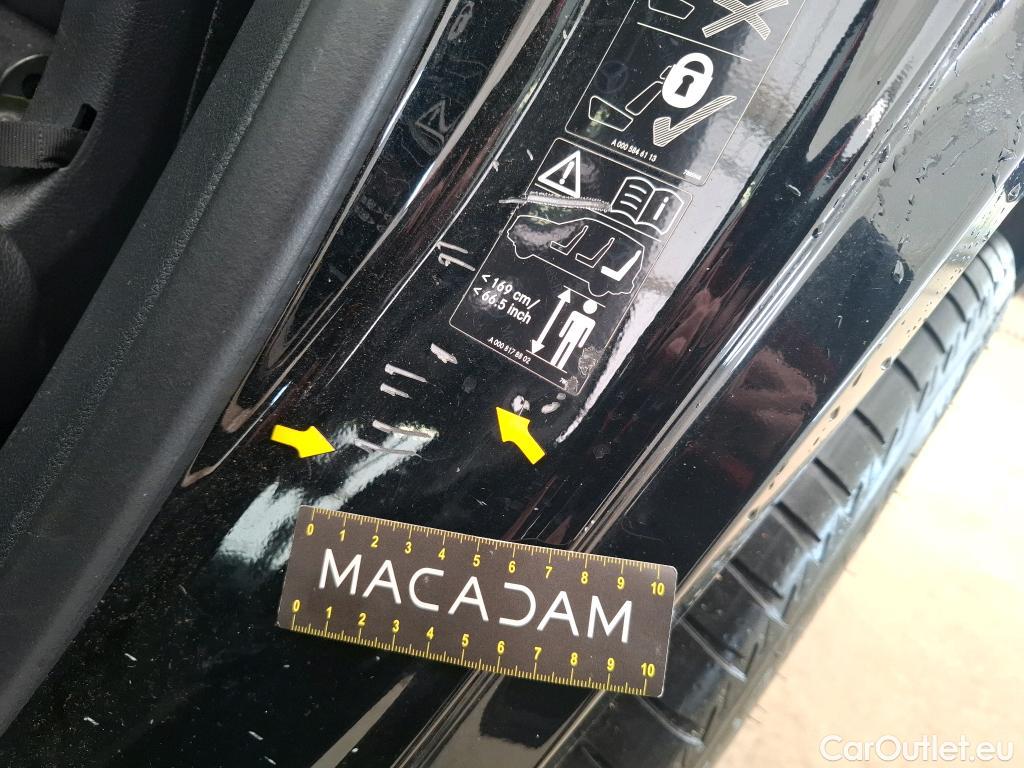 A 000 584 61 13
i
< 169 cm/
< 66.5 inch
A 000 817 88 02
0 1 2 3 4 5 6 7 8 9 10
MACADAM
0 1 2 3 4 5 6 7 8 9 10
CarOutlet.eu